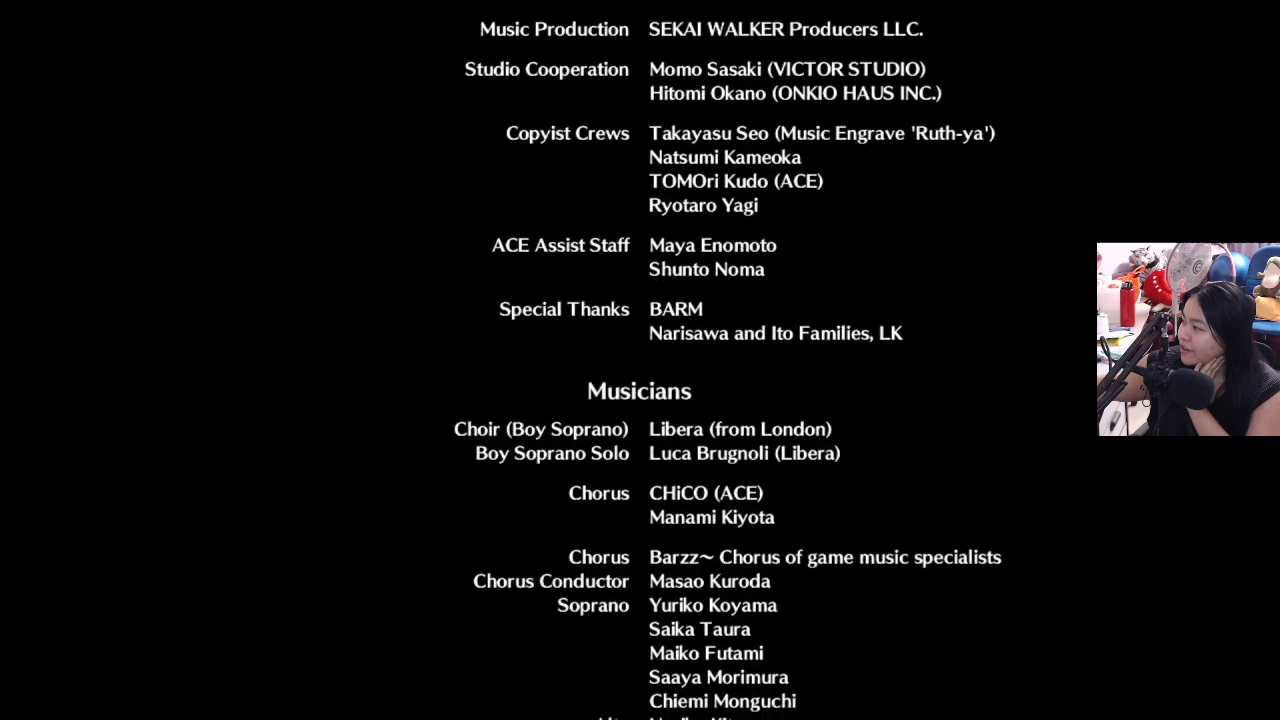 Music Production SEKAI WALKER Producers LLC.
Studio Cooperation Momo Sasaki (VICTOR STUDIO)
Hitomi Okano (ONKIO HAUS INC.)
Copyist Crews Takayasu Seo (Music Engrave 'Ruth-ya')
Natsumi Kameoka
TOMOri Kudo (ACE)
Ryotaro Yagi
ACE Assist Staff Maya Enomoto
Shunto Noma
Special Thanks BARM
Narisawa and Ito Families, LK
Musicians
Choir (Boy Soprano) Libera (from London)
Boy Soprano Solo Luca Brugnoli (Libera)
Chorus CHiCO (ACE)
Manami Kiyota
Chorus Barzz~ Chorus of game music specialists
Chorus Conductor Masao Kuroda
Soprano Yuriko Koyama
Saika Taura
Maiko Futami
Saaya Morimura
Chiemi Monguchi